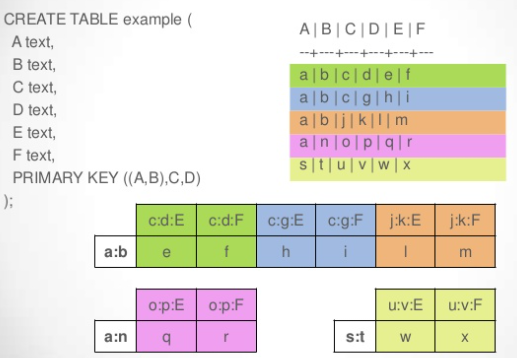 CREATE TABLE example (
A text,
B text,
C text,
D text,
E text,
F text,
PRIMARY KEY ((A,B),C,D)
);
A | B | C | D | E | F
--+---+---+---+---+---
a | b | c | d | e | f
a | b | c | g | h | i
a | b | j | k | l | m
a | n | o | p | q | r
s | t | u | v | w | x
c:d:E c:d:F c:g:E c:g:F j:k:E j:k:F
a:b e f h i l m
o:p:E o:p:F
a:n q r
u:v:E u:v:F
s:t w x